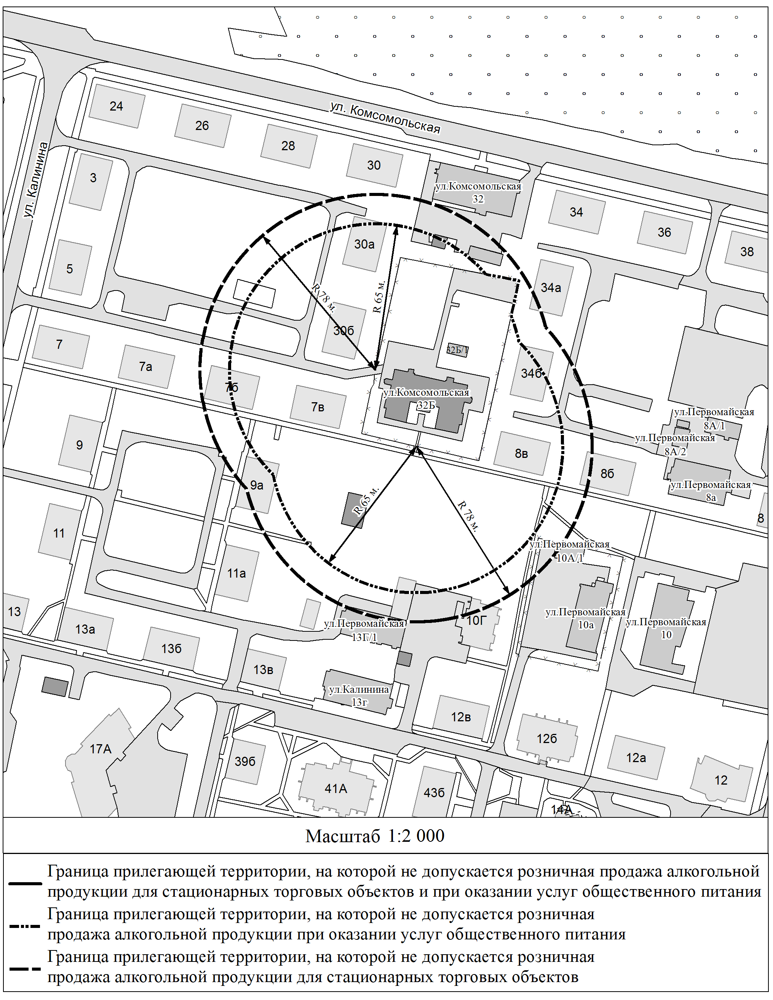 24
26
28
30
ул. Комсомольская
ул. Калинина
3
5
ул.Комсомольская
32
34
36
38
30а
R 78 м.
R 65 м.
34а
30б
32Б/1
34б
7
7а
7б
7в
ул.Комсомольская
32Б
ул.Первомайская
8А/1
ул.Первомайская
8А/2
9
8в
8б
9а
ул.Первомайская
8а
R 65 м.
R 78 м.
8
11
11а
ул.Первомайская
10А/1
13
13а
13б
ул.Первомайская
13Г/1
10Г
ул.Первомайская
10а
ул.Первомайская
10
13в
ул.Калинина
13г
12в
12б
12а
12
17А
39б
41А
43б
14А
Масштаб 1:2 000
Граница прилегающей территории, на которой не допускается розничная продажа алкогольной
продукции для стационарных торговых объектов и при оказании услуг общественного питания
Граница прилегающей территории, на которой не допускается розничная
продажа алкогольной продукции при оказании услуг общественного питания
Граница прилегающей территории, на которой не допускается розничная
продажа алкогольной продукции для стационарных торговых объектов